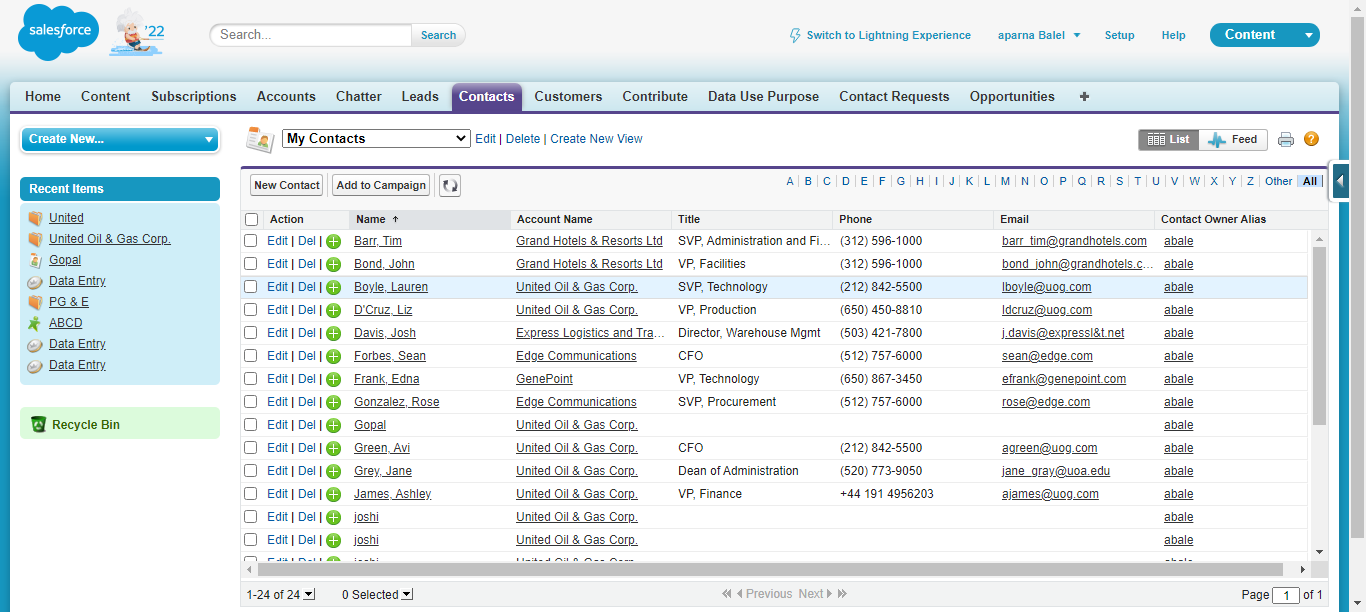 salesforce '22 Search... Search Switch to Lightning Experience aparna Balel Setup Help Content
Home Content Subscriptions Accounts Chatter Leads Contacts Customers Contribute Data Use Purpose Contact Requests Opportunities +
Create New...
Recent Items
United
United Oil & Gas Corp.
Gopal
Data Entry
PG & E
ABCD
Data Entry
Data Entry
Recycle Bin
My Contacts Edit | Delete | Create New View List Feed ?
New Contact Add to Campaign A | B | C | D | E | F | G | H | I | J | K | L | M | N | O | P | Q | R | S | T | U | V | W | X | Y | Z | Other | All
Action Name ↑ Account Name Title Phone Email Contact Owner Alias
Edit | Del | Barr, Tim Grand Hotels & Resorts Ltd SVP, Administration and Fi... (312) 596-1000 barr_tim@grandhotels.com abale
Edit | Del | Bond, John Grand Hotels & Resorts Ltd VP, Facilities (312) 596-1000 bond_john@grandhotels.c... abale
Edit | Del | Boyle, Lauren United Oil & Gas Corp. SVP, Technology (212) 842-5500 lboyle@uog.com abale
Edit | Del | D'Cruz, Liz United Oil & Gas Corp. VP, Production (650) 450-8810 ldcruz@uog.com abale
Edit | Del | Davis, Josh Express Logistics and Tra... Director, Warehouse Mgmt (503) 421-7800 j.davis@expressl&t.net abale
Edit | Del | Forbes, Sean Edge Communications CFO (512) 757-6000 sean@edge.com abale
Edit | Del | Frank, Edna GenePoint VP, Technology (650) 867-3450 efrank@genepoint.com abale
Edit | Del | Gonzalez, Rose Edge Communications SVP, Procurement (512) 757-6000 rose@edge.com abale
Edit | Del | Gopal United Oil & Gas Corp. abale
Edit | Del | Green, Avi United Oil & Gas Corp. CFO (212) 842-5500 agreen@uog.com abale
Edit | Del | Grey, Jane United Oil & Gas Corp. Dean of Administration (520) 773-9050 jane_gray@uoa.edu abale
Edit | Del | James, Ashley United Oil & Gas Corp. VP, Finance +44 191 4956203 ajames@uog.com abale
Edit | Del | joshi United Oil & Gas Corp. abale
Edit | Del | joshi United Oil & Gas Corp. abale
1-24 of 24 0 Selected Previous Next Page 1 of 1